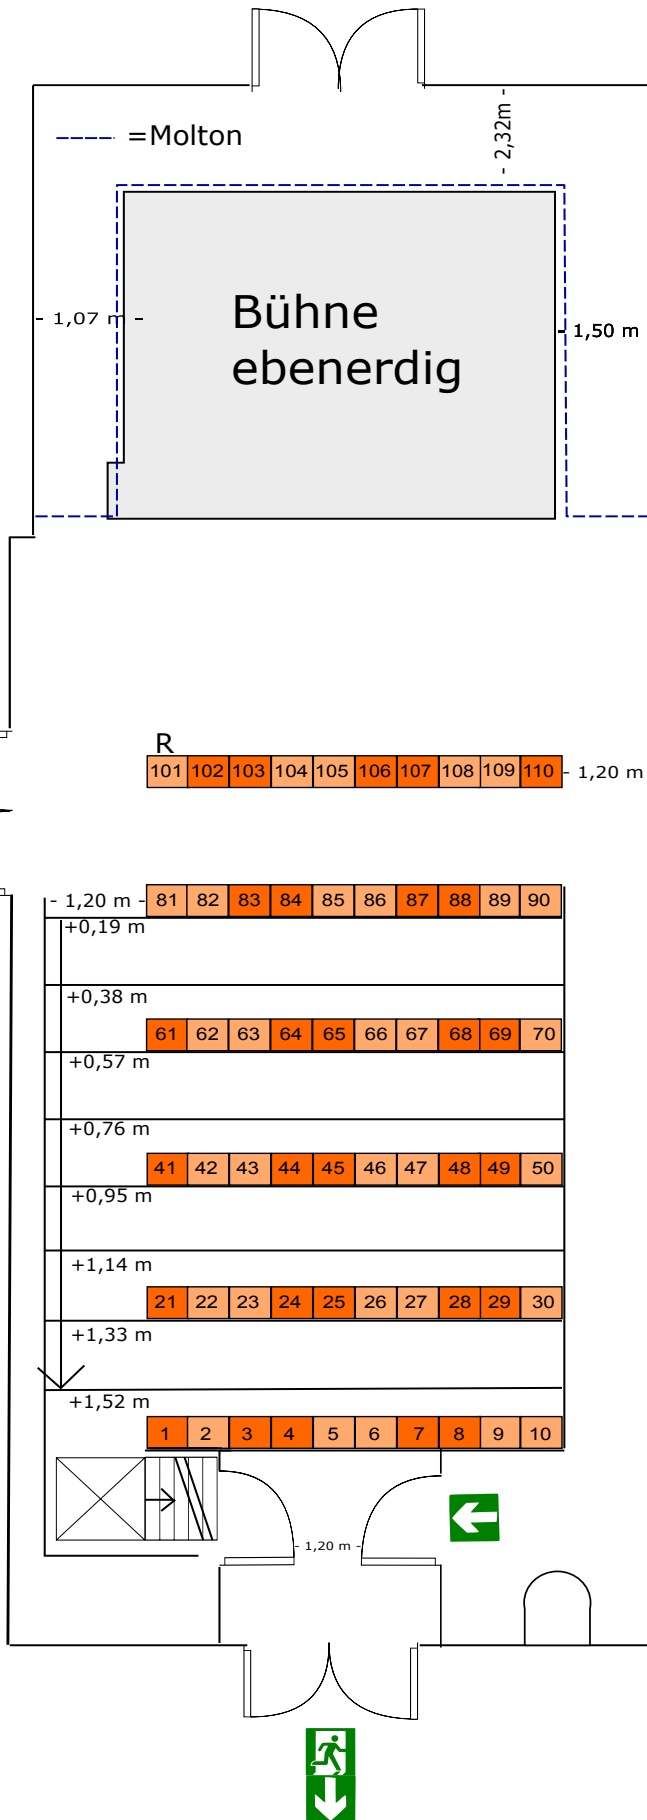 - 2,32m -
=Molton
- 1,07 m -
Bühne
ebenerdig
- 1,50 m
R
101 102 103 104 105 106 107 108 109 110 - 1,20 m
- 1,20 m - 81 82 83 84 85 86 87 88 89 90
+0,19 m
+0,38 m
61 62 63 64 65 66 67 68 69 70
+0,57 m
+0,76 m
41 42 43 44 45 46 47 48 49 50
+0,95 m
+1,14 m
21 22 23 24 25 26 27 28 29 30
+1,33 m
+1,52 m
1 2 3 4 5 6 7 8 9 10
- 1,20 m -